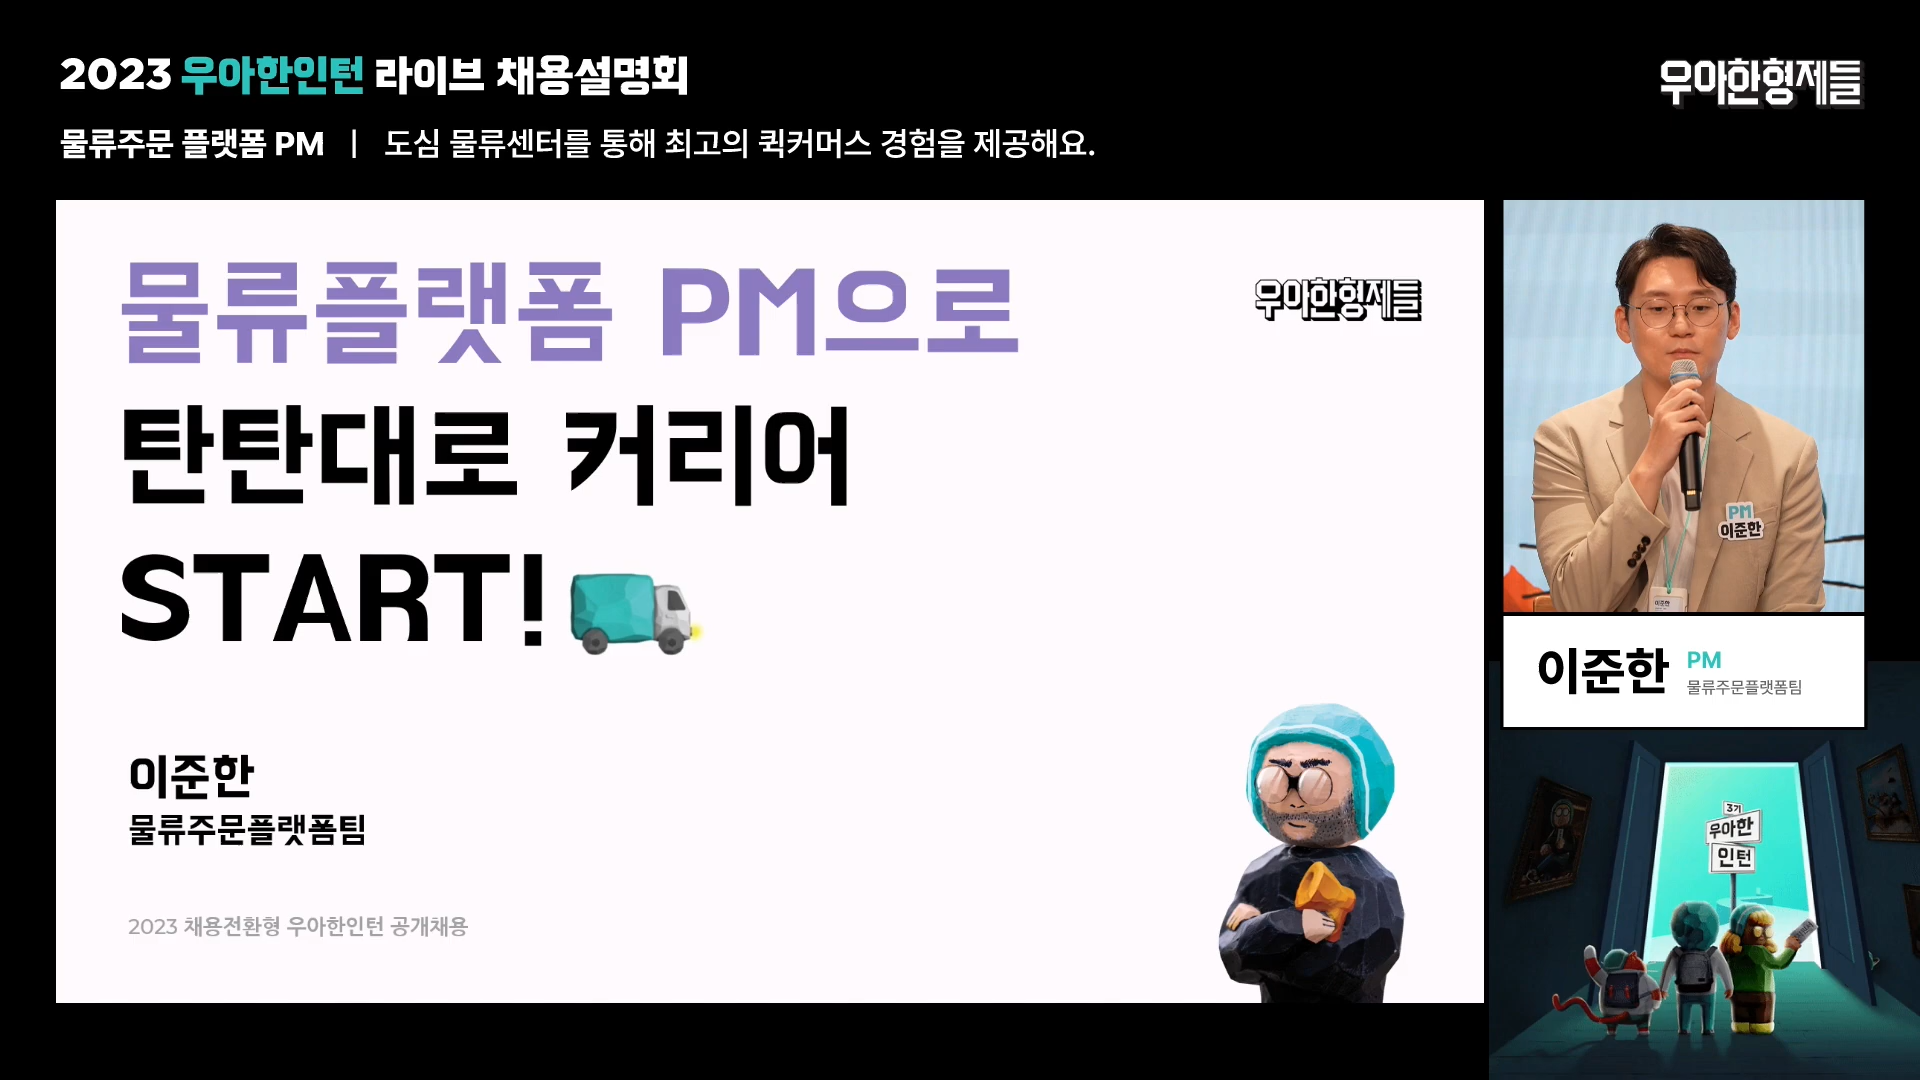 2023 우아한인턴 라이브 채용설명회
우아한형제들
물류주문 플랫폼 PM | 도심 물류센터를 통해 최고의 퀵커머스 경험을 제공해요.
물류플랫폼 PM으로
탄탄대로 커리어
START!
우아한형제들
이준한
물류주문플랫폼팀
2023 채용전환형 우아한인턴 공개채용
PM
이준한
이준한
이준한
PM
물류주문플랫폼팀
3기
우아한
인턴